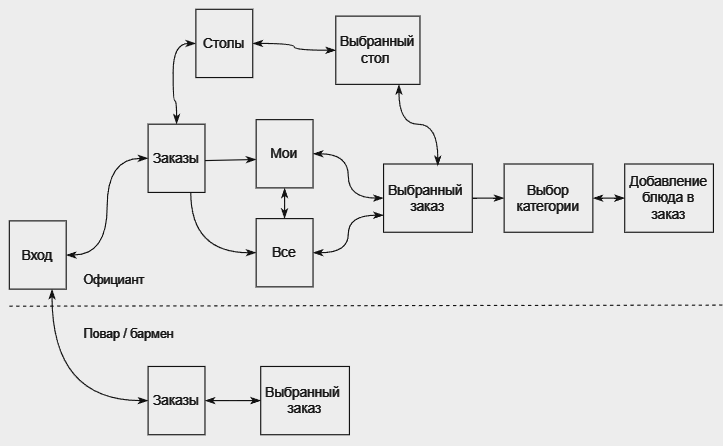 Столы
Выбранный
стол
Заказы
Мои
Все
Выбранный
заказ
Выбор
категории
Добавление
блюда в
заказ
Вход
Официант
Повар / бармен
Заказы
Выбранный
заказ